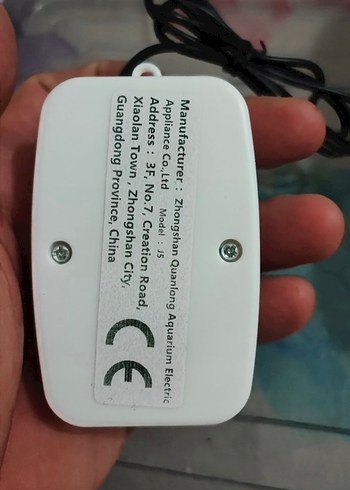 Manufacturer : Zhongshan Quanlong Aquarium Electric
Appliance Co.,Ltd Model : J5
Address : 3F, No.7, Creation Road,
Xiaolan Town , Zhongshan City,
Guangdong Province, China
CE